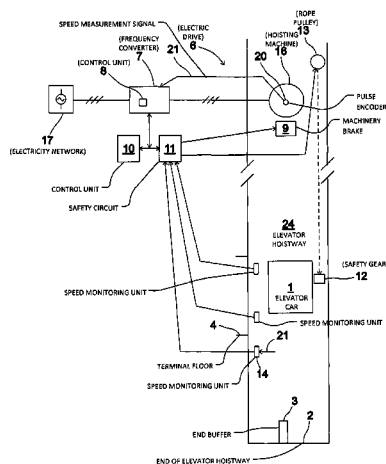 (ROPE
PULLEY)
13
(ELECTRIC
DRIVE)
6
(HOISTING
MACHINE)
16
SPEED MEASUREMENT SIGNAL
(FREQUENCY
CONVERTER)
7
21
20
(CONTROL UNIT)
8
PULSE
ENCODER
17
(ELECTRICITY NETWORK)
9
MACHINERY
BRAKE
10
11
CONTROL UNIT
SAFETY CIRCUIT
24
ELEVATOR
HOISTWAY
(SAFETY GEAR
12
1
ELEVATOR
CAR
SPEED MONITORING UNIT
SPEED MONITORING UNIT
4
21
TERMINAL FLOOR
SPEED MONITORING UNIT
14
3
2
END BUFFER
END OF ELEVATOR HOISTWAY